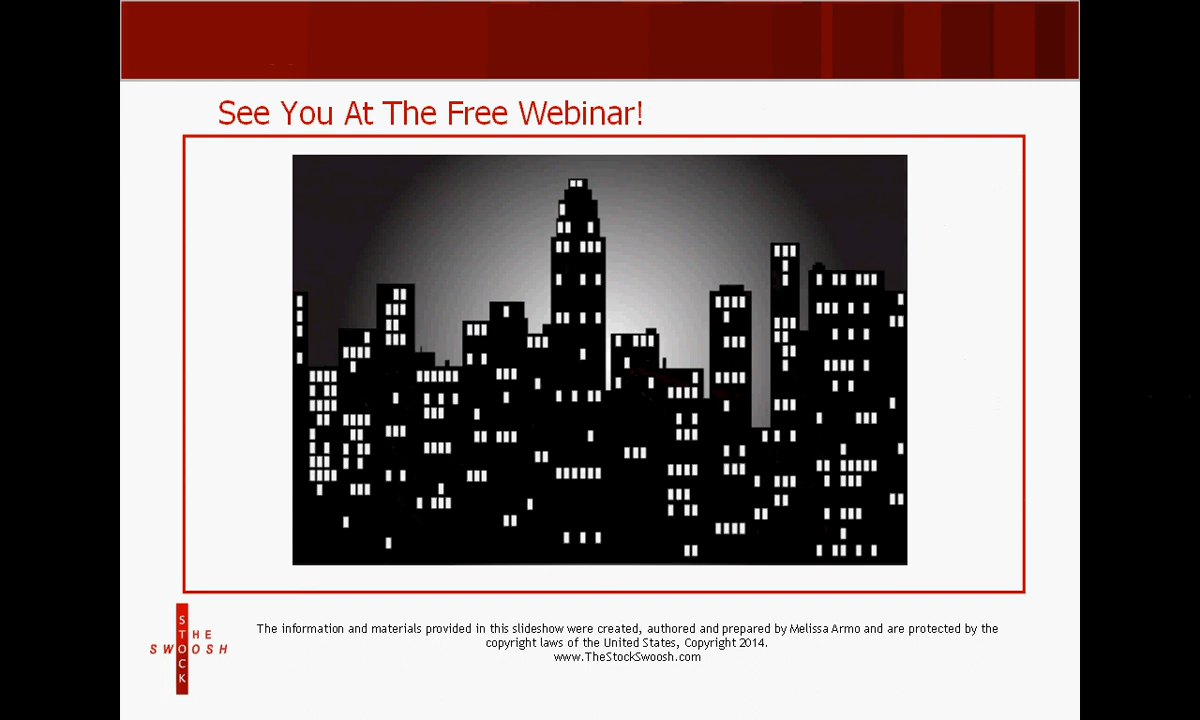 See You At The Free Webinar!
THE
STOCK
SWOOSH
The information and materials provided in this slideshow were created, authored and prepared by Melissa Armo and are protected by the
copyright laws of the United States, Copyright 2014.
www.TheStockSwoosh.com